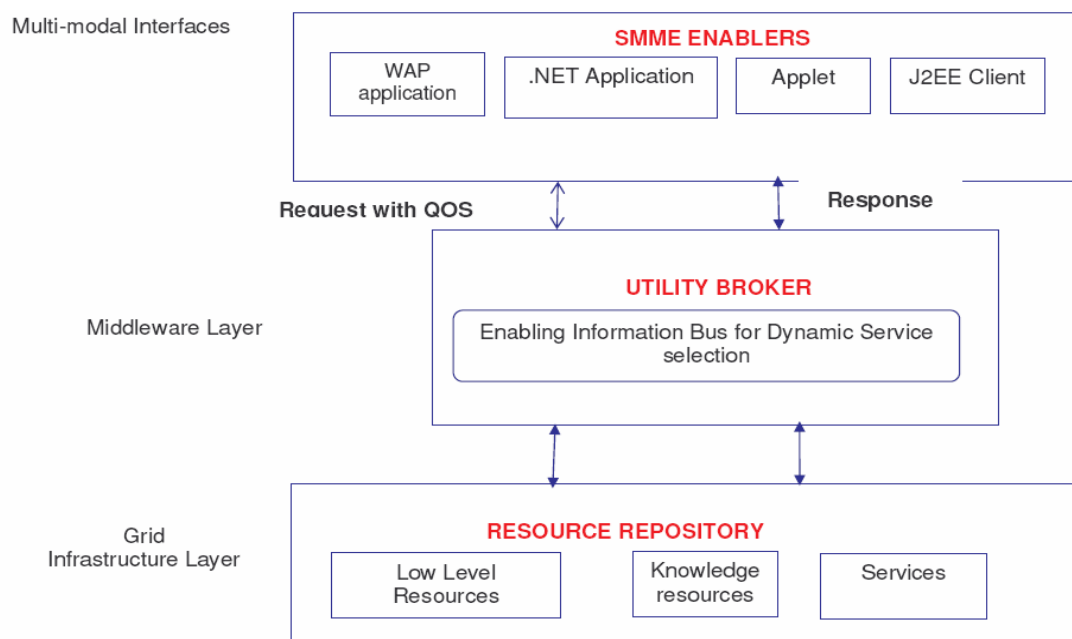 Multi-modal Interfaces
SMME ENABLERS
WAP
application
.NET Application
Applet
J2EE Client
Request with QOS
Response
UTILITY BROKER
Middleware Layer
Enabling Information Bus for Dynamic Service
selection
Grid
Infrastructure Layer
RESOURCE REPOSITORY
Low Level
Resources
Knowledge
resources
Services